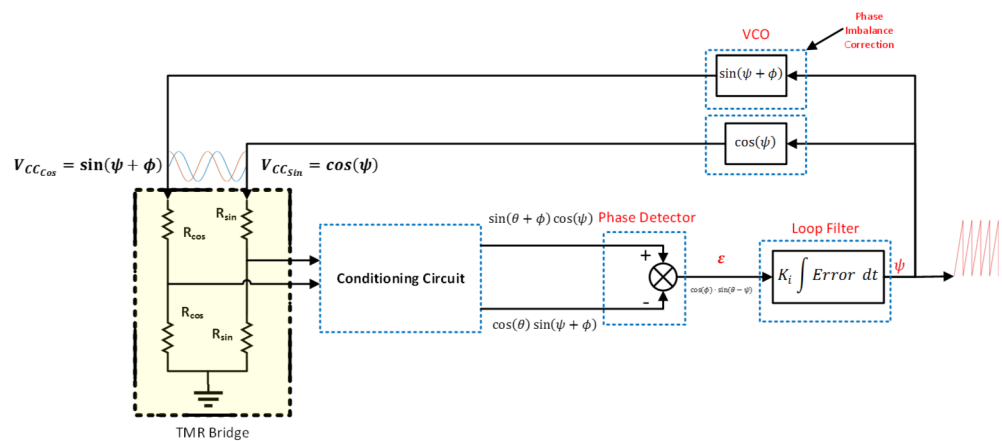 Phase
Imbalance
Correction
VCO
sin(ψ + ϕ)
cos(ψ)
V_CC_Cos = sin(ψ + ϕ)
V_CC_Sin = cos(ψ)
R_sin
R_cos
R_cos
R_sin
TMR Bridge
Conditioning Circuit
sin(θ + ϕ) cos(ψ)
cos(θ) sin(ψ + ϕ)
Phase Detector
+
-
ε
cos(ϕ) · sin(θ − ψ)
Loop Filter
K_i ∫ Error dt
ψ